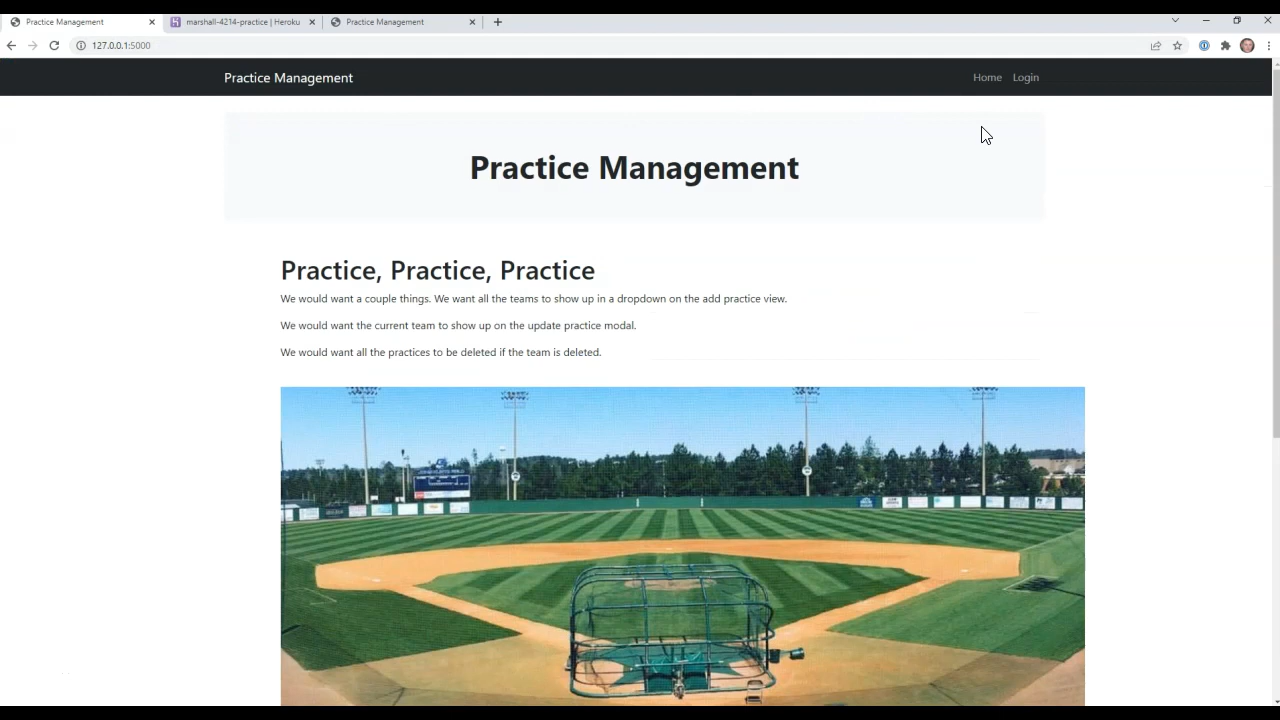 Practice Management
marshall-4214-practice | Heroku
Practice Management
127.0.0.1:5000
Practice Management
Home
Login
Practice Management
Practice, Practice, Practice
We would want a couple things. We want all the teams to show up in a dropdown on the add practice view.
We would want the current team to show up on the update practice modal.
We would want all the practices to be deleted if the team is deleted.